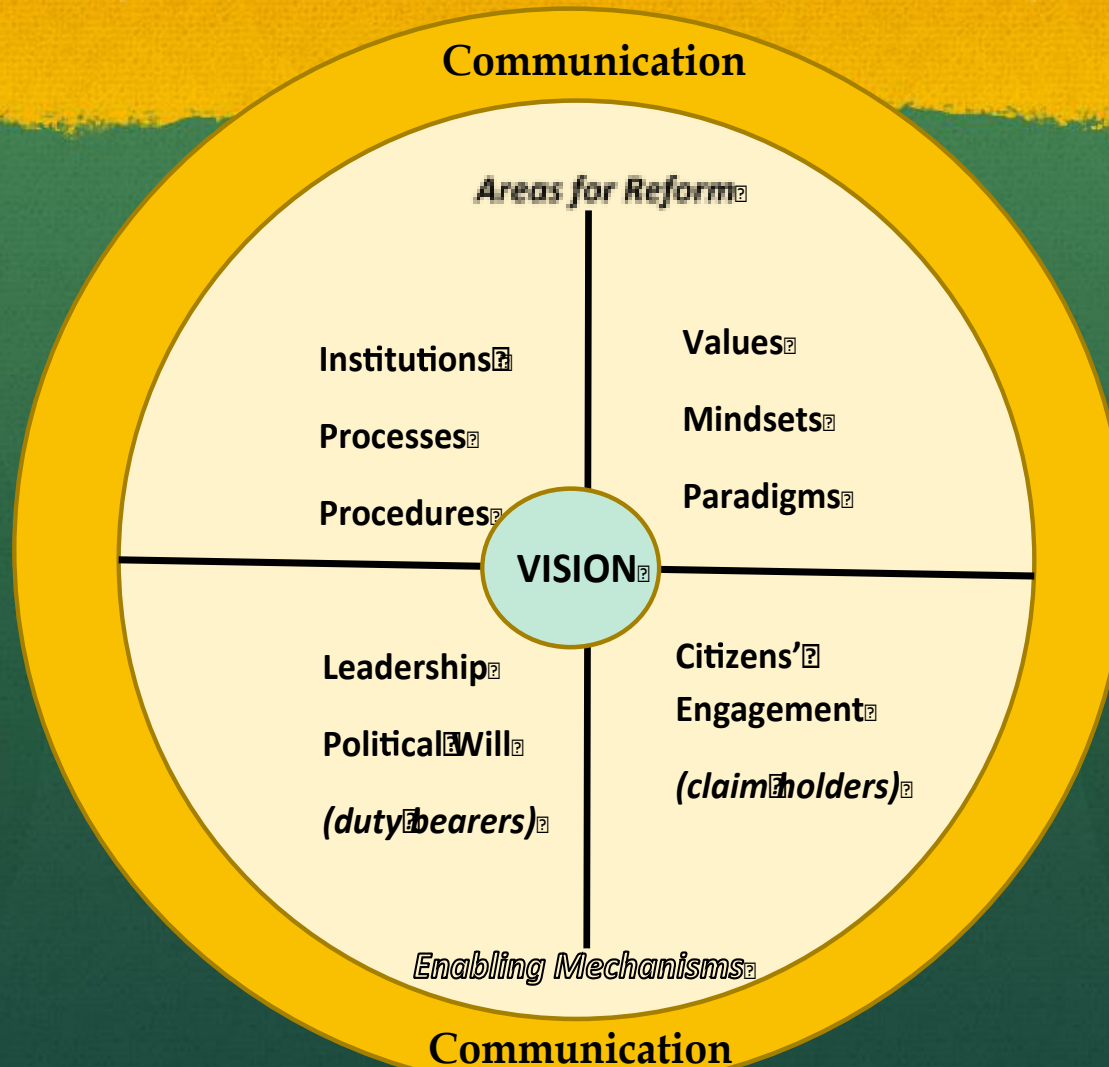 Communication
Areas for Reform
Institutions
Processes
Procedures
Values
Mindsets
Paradigms
VISION
Leadership
Political Will
(duty bearers)
Citizens’
Engagement
(claim holders)
Enabling Mechanisms
Communication